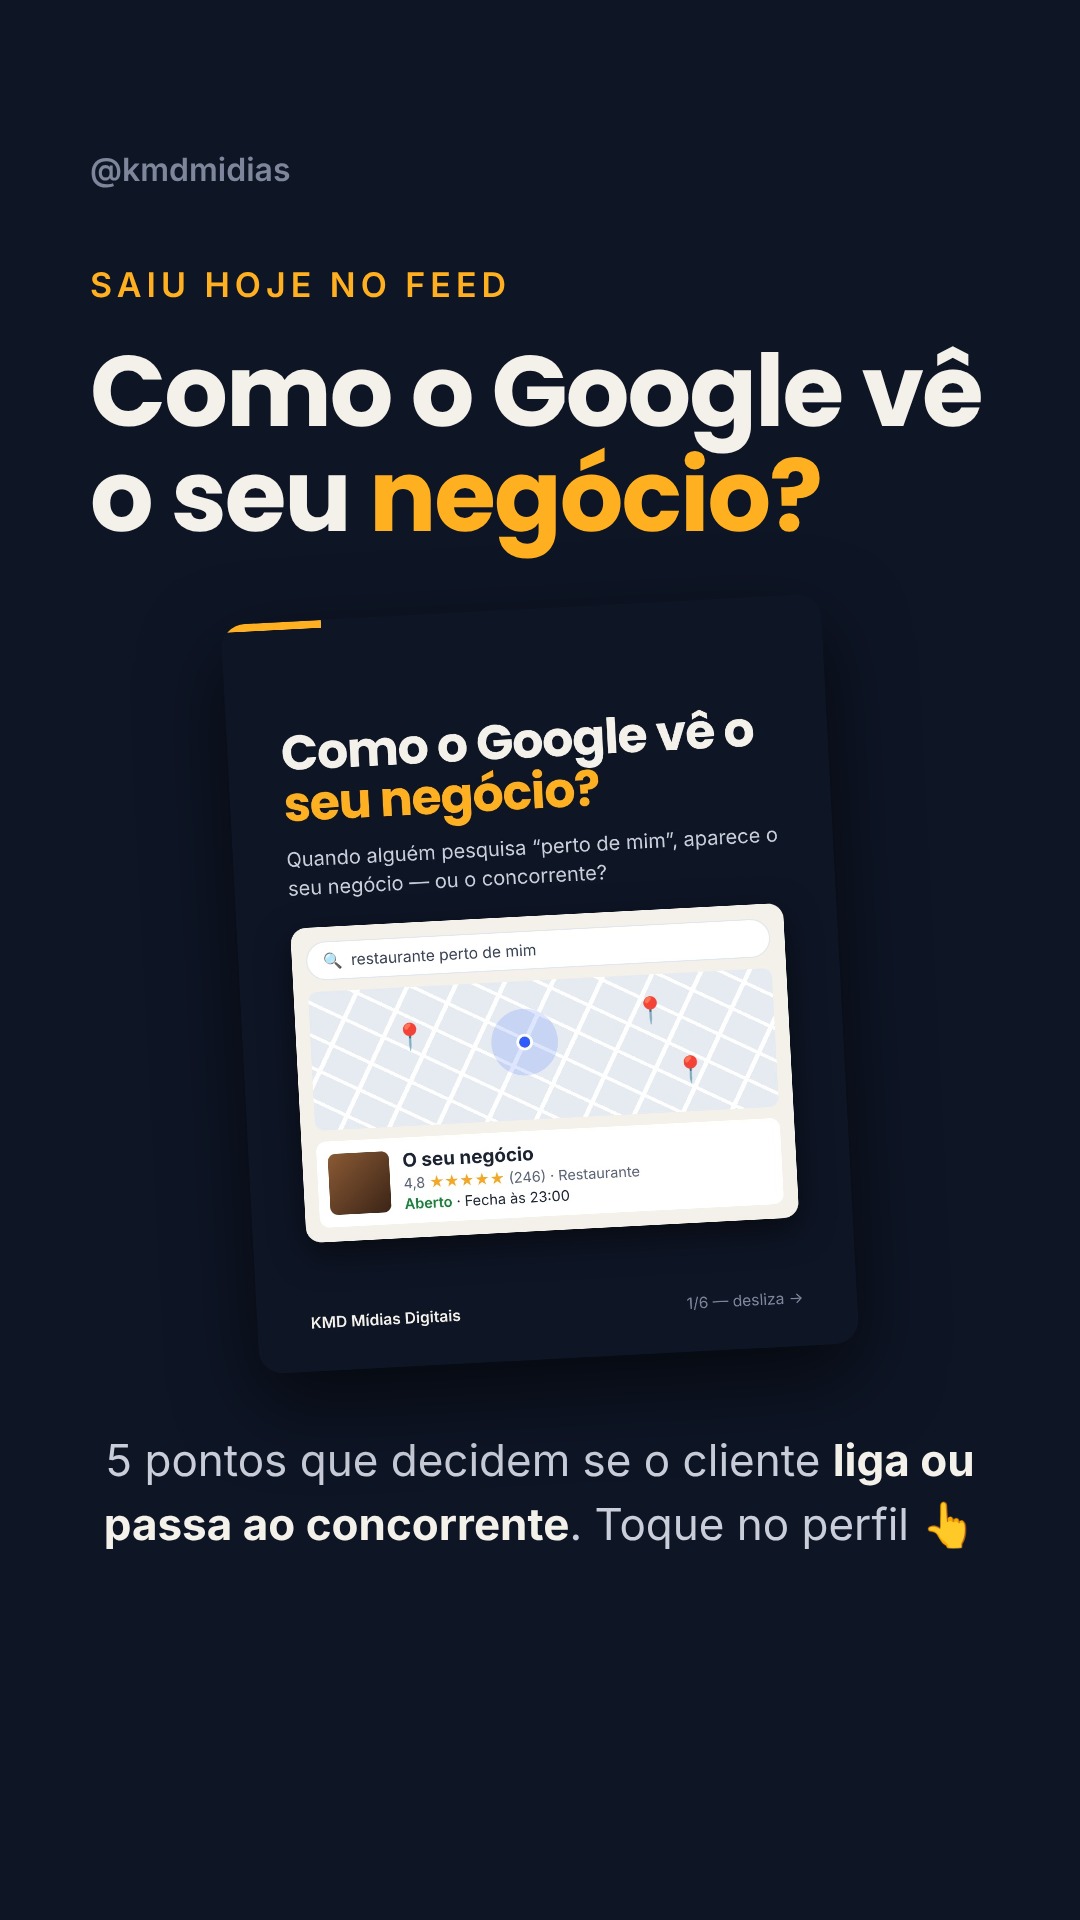 @kmdmidias
SAIU HOJE NO FEED
Como o Google vê
o seu negócio?
Como o Google vê o
seu negócio?
Quando alguém pesquisa “perto de mim”, aparece o
seu negócio — ou o concorrente?
🔍 restaurante perto de mim
O seu negócio
4,8 ★★★★★ (246) · Restaurante
Aberto · Fecha às 23:00
KMD Mídias Digitais
1/6 — desliza →
5 pontos que decidem se o cliente liga ou
passa ao concorrente. Toque no perfil 👆